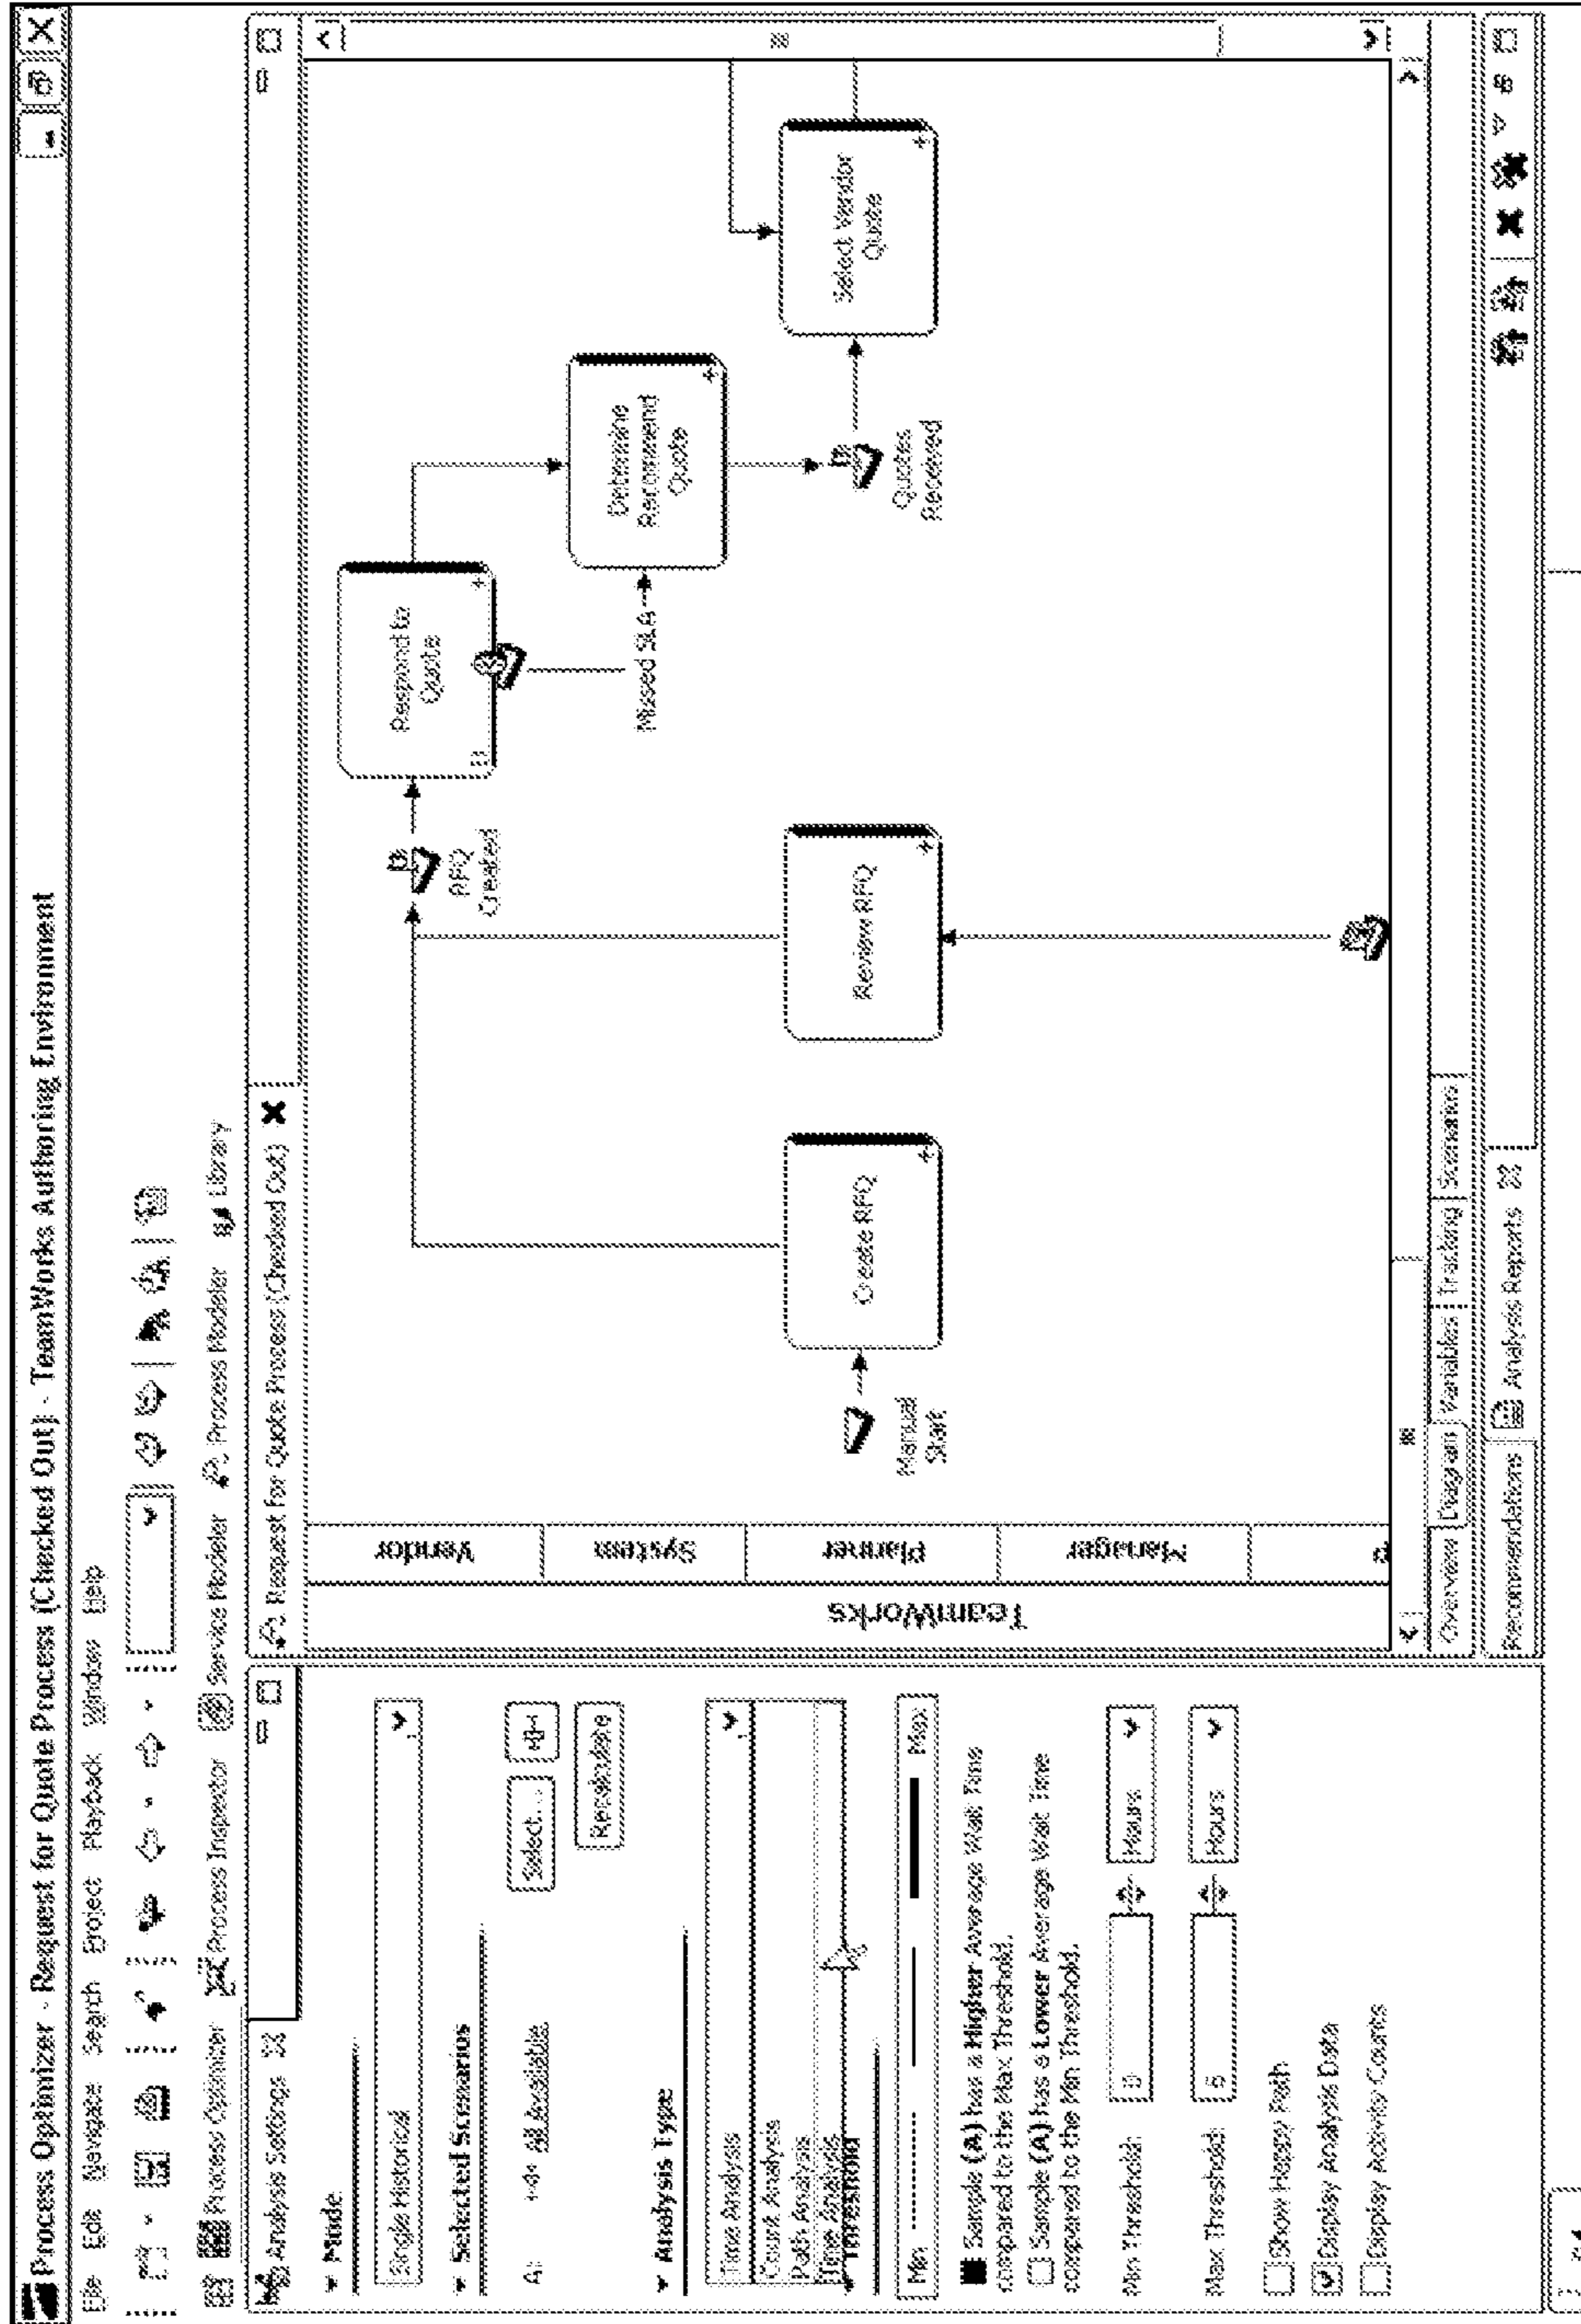 Process Optimizer - Request for Quote Process (Checked Out) - TeamWorks Authoring Environment
File Edit Navigate Search Project Playback Window Help
Process Optimizer Process Inspector Service Modeler Process Modeler Library
Analysis Settings
Mode
Single Historical
Selected Scenarios
A: <All Available>
Select...
Recalculate
Analysis Type
Time Analysis
Count Analysis
Path Analysis
Time Analysis
Threshold
Min Max
Sample (A) has a Higher Average Wait Time
compared to the Max Threshold.
Sample (A) has a Lower Average Wait Time
compared to the Min Threshold.
Min Threshold: 0 Hours
Max Threshold: 5 Hours
Show Happy Path
Display Analysis Data
Display Activity Counts
Request for Quote Process (Checked Out)
TeamWorks
Vendor
System
Planner
Manager
P
Manual
Start
Create RFQ
Review RFQ
RFQ
Created
Respond to
Quote
Missed SLA
Determine
Recommend
Quote
Quotes
Received
Select Vendor
Quote
Overview Diagram Variables Tracking Scenarios
Recommendations Analysis Reports